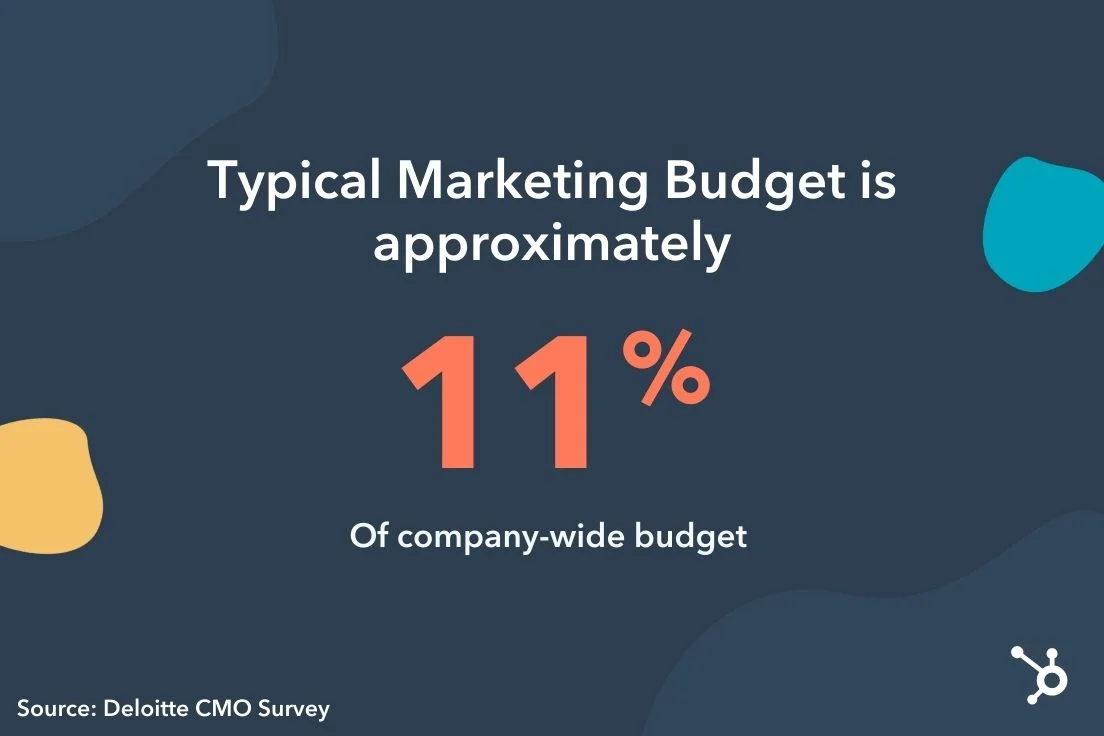 Typical Marketing Budget is
approximately
11%
Of company-wide budget
Source: Deloitte CMO Survey